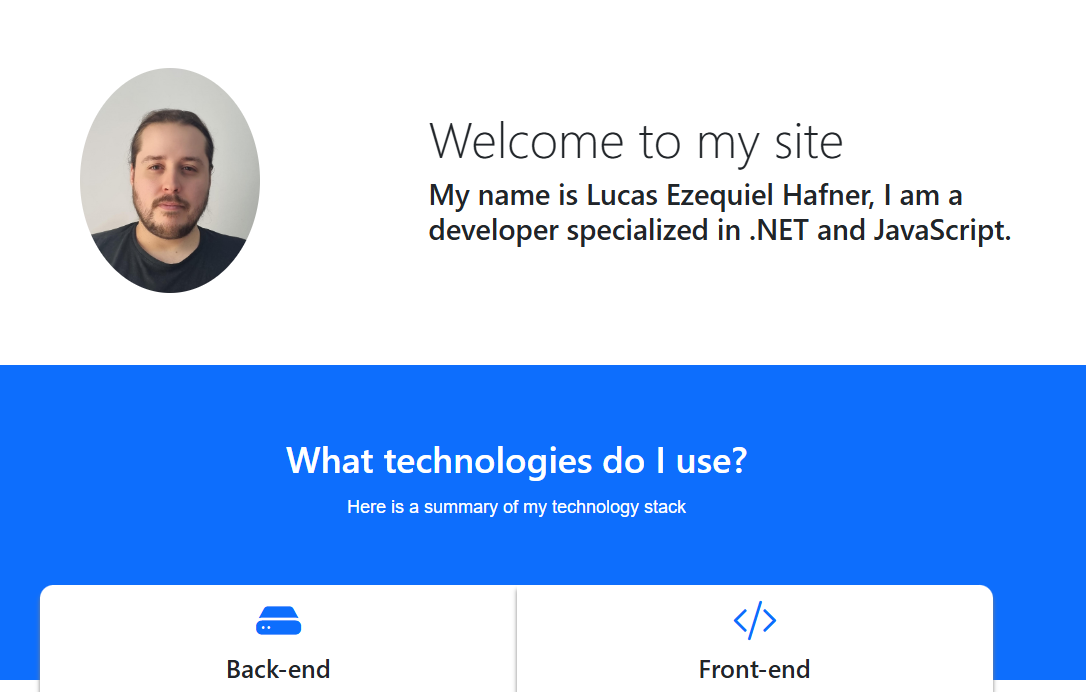 Welcome to my site
My name is Lucas Ezequiel Hafner, I am a
developer specialized in .NET and JavaScript.
What technologies do I use?
Here is a summary of my technology stack
Back-end
Front-end